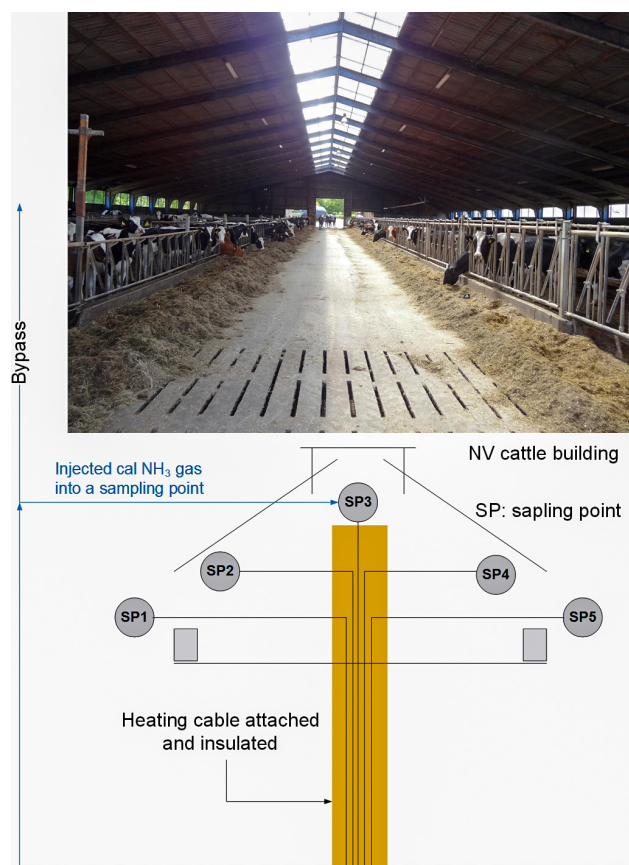 Bypass
NV cattle building
Injected cal NH₃ gas
into a sampling point
SP: sapling point
SP3
SP2
SP4
SP1
SP5
Heating cable attached
and insulated